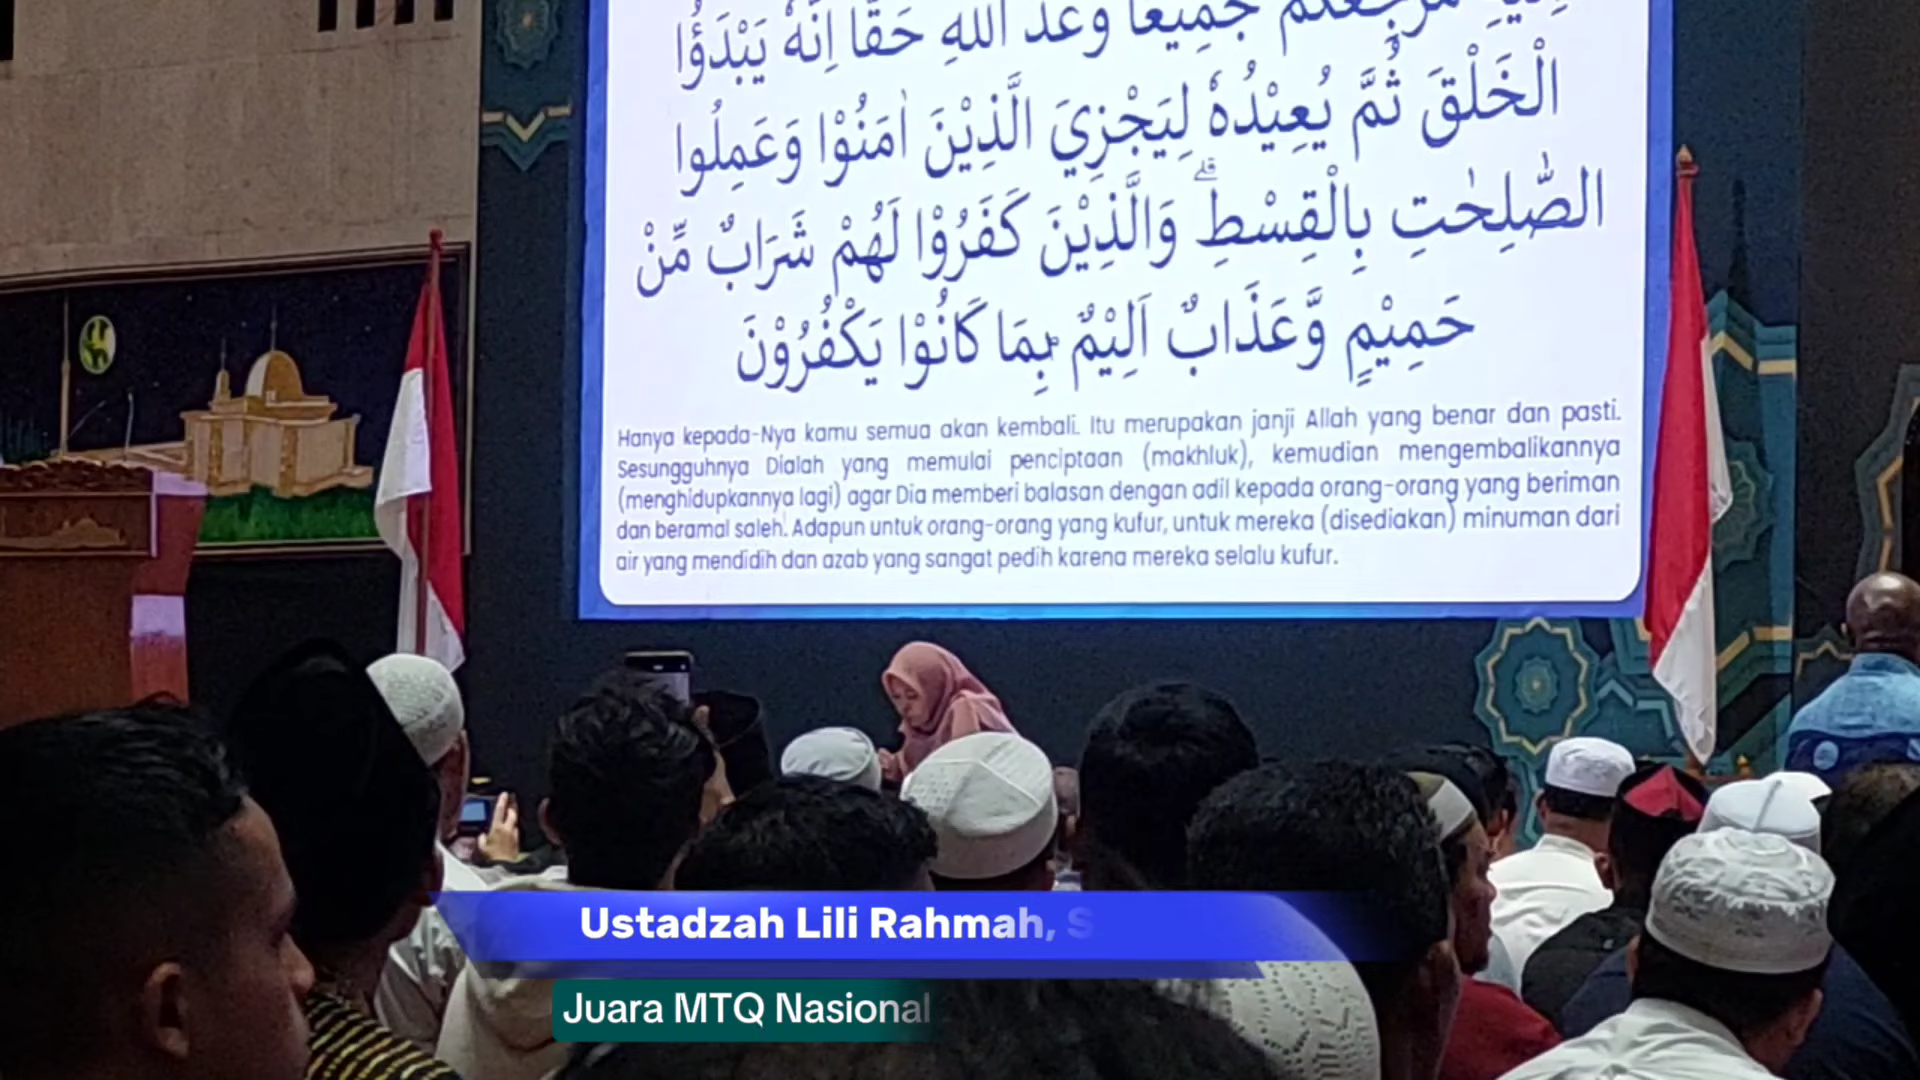 اِلَيْهِ مَرْجِعُكُمْ جَمِيْعًا وَعْدَ اللّٰهِ حَقًّا اِنَّهٗ يَبْدَؤُا
الْخَلْقَ ثُمَّ يُعِيْدُهٗ لِيَجْزِيَ الَّذِيْنَ اٰمَنُوْا وَعَمِلُوا
الصّٰلِحٰتِ بِالْقِسْطِۗ وَالَّذِيْنَ كَفَرُوْا لَهُمْ شَرَابٌ مِّنْ
حَمِيْمٍ وَّعَذَابٌ اَلِيْمٌ ۢبِمَا كَانُوْا يَكْفُرُوْنَ
Hanya kepada-Nya kamu semua akan kembali. Itu merupakan janji Allah yang benar dan pasti.
Sesungguhnya Dialah yang memulai penciptaan (makhluk), kemudian mengembalikannya
(menghidupkannya lagi) agar Dia memberi balasan dengan adil kepada orang-orang yang beriman
dan beramal saleh. Adapun untuk orang-orang yang kufur, untuk mereka (disediakan) minuman dari
air yang mendidih dan azab yang sangat pedih karena mereka selalu kufur.
Ustadzah Lili Rahmah, S
Juara MTQ Nasional